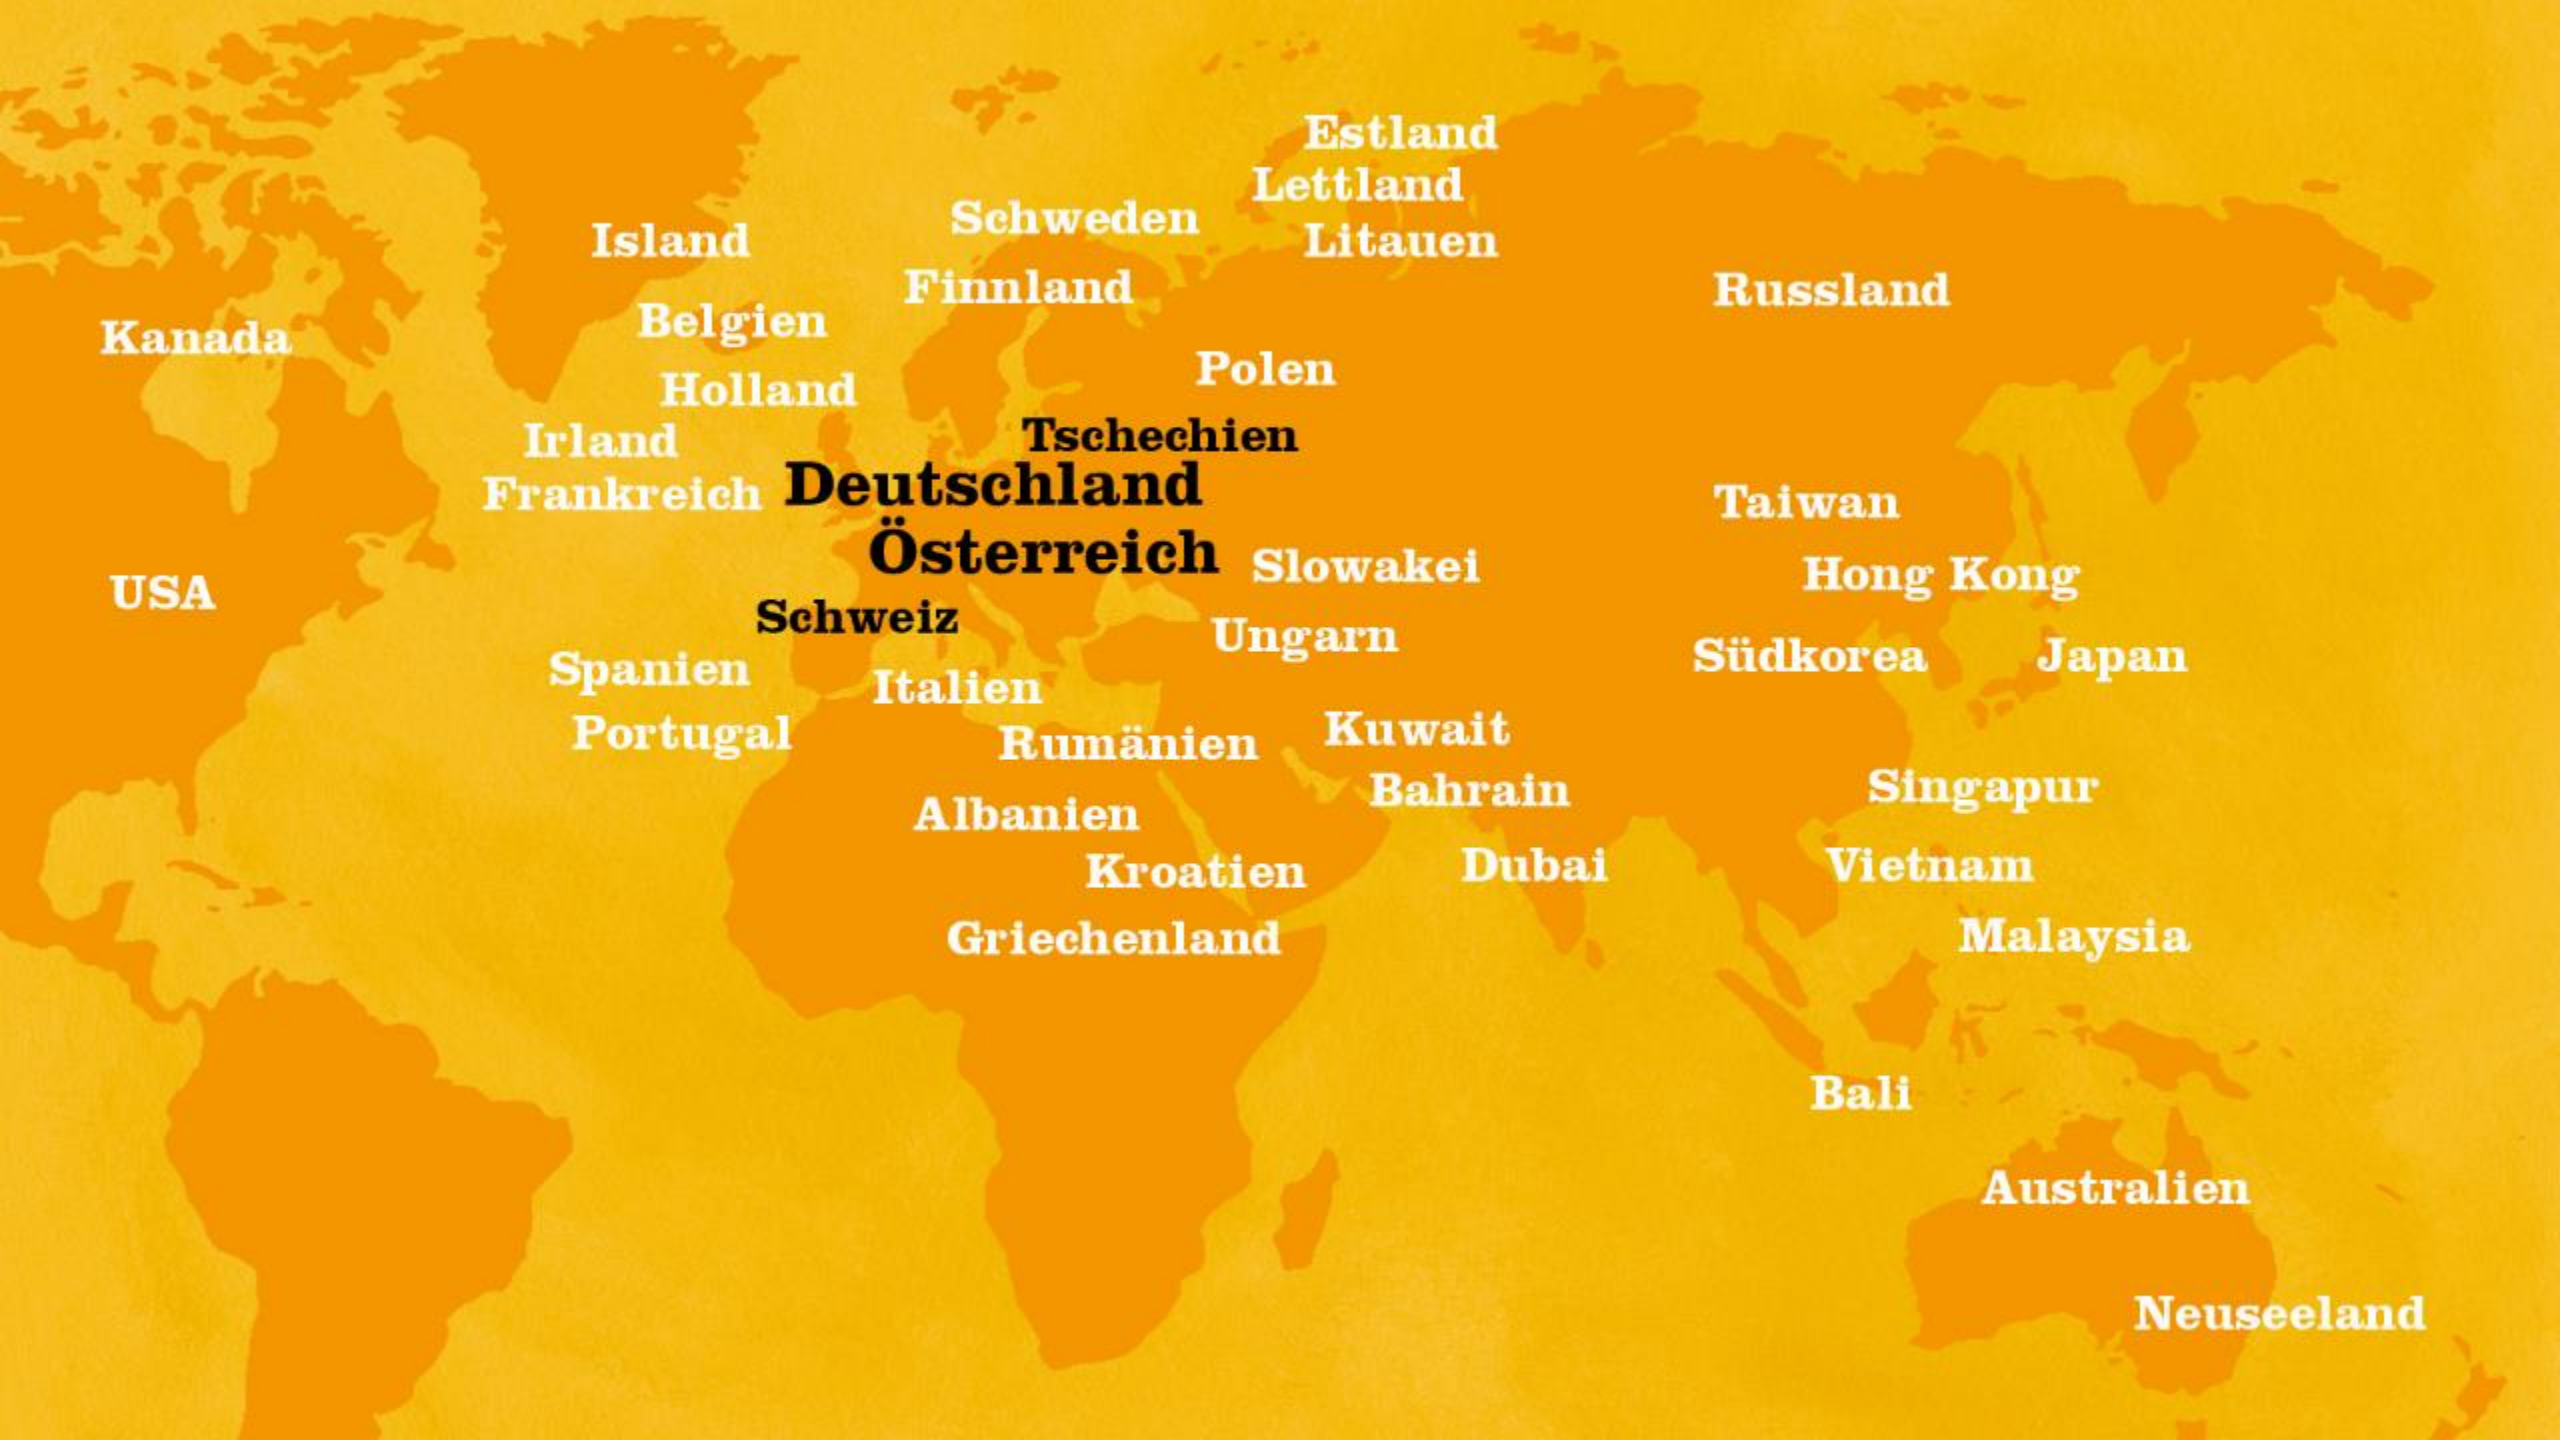 Estland
Lettland
Schweden
Island
Litauen
Finnland
Russland
Belgien
Kanada
Polen
Holland
Tschechien
Irland
Deutschland
Frankreich
Taiwan
Österreich
Slowakei
Hong Kong
USA
Schweiz
Ungarn
Südkorea
Japan
Spanien
Italien
Kuwait
Portugal
Rumänien
Singapur
Bahrain
Albanien
Vietnam
Dubai
Kroatien
Malaysia
Griechenland
Bali
Australien
Neuseeland